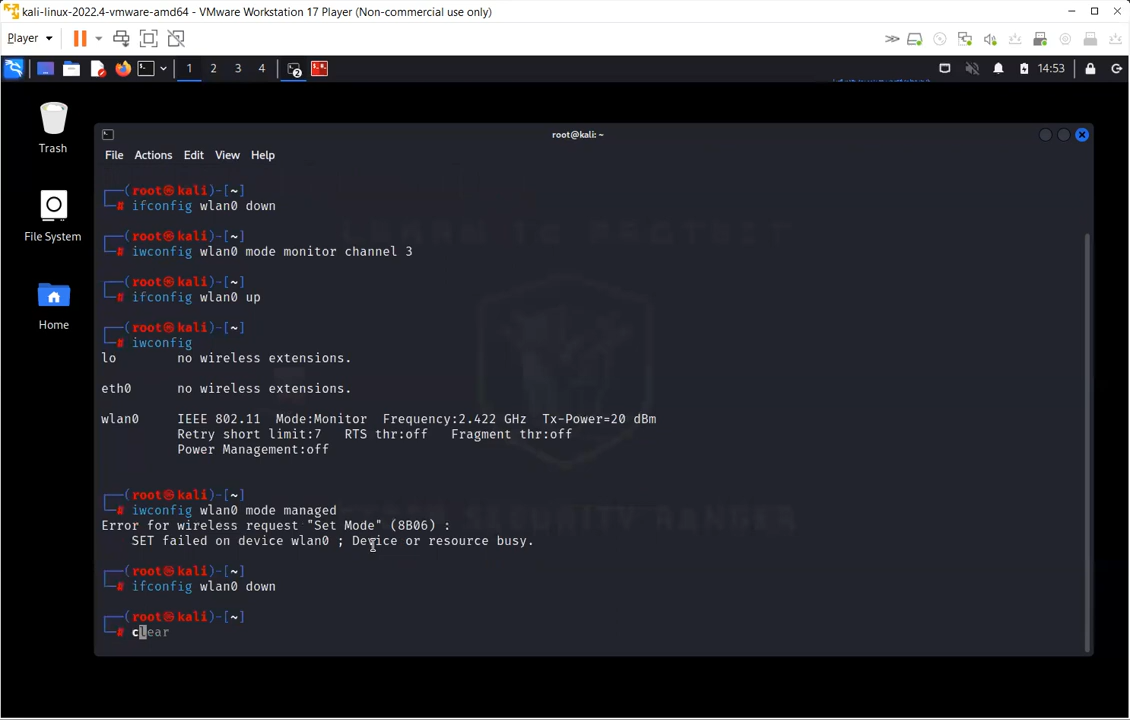 kali-linux-2022.4-vmware-amd64 - VMware Workstation 17 Player (Non-commercial use only)
Player
1 2 3 4 2 14:53
Trash
File System
Home
root@kali: ~
File Actions Edit View Help
┌──(root㉿kali)-[~]
└─# ifconfig wlan0 down
┌──(root㉿kali)-[~]
└─# iwconfig wlan0 mode monitor channel 3
┌──(root㉿kali)-[~]
└─# ifconfig wlan0 up
┌──(root㉿kali)-[~]
└─# iwconfig
lo no wireless extensions.
eth0 no wireless extensions.
wlan0 IEEE 802.11 Mode:Monitor Frequency:2.422 GHz Tx-Power=20 dBm
Retry short limit:7 RTS thr:off Fragment thr:off
Power Management:off
┌──(root㉿kali)-[~]
└─# iwconfig wlan0 mode managed
Error for wireless request "Set Mode" (8B06) :
SET failed on device wlan0 ; Device or resource busy.
┌──(root㉿kali)-[~]
└─# ifconfig wlan0 down
┌──(root㉿kali)-[~]
└─# clear
LEARN TO PROTECT
SECURITY RANGER